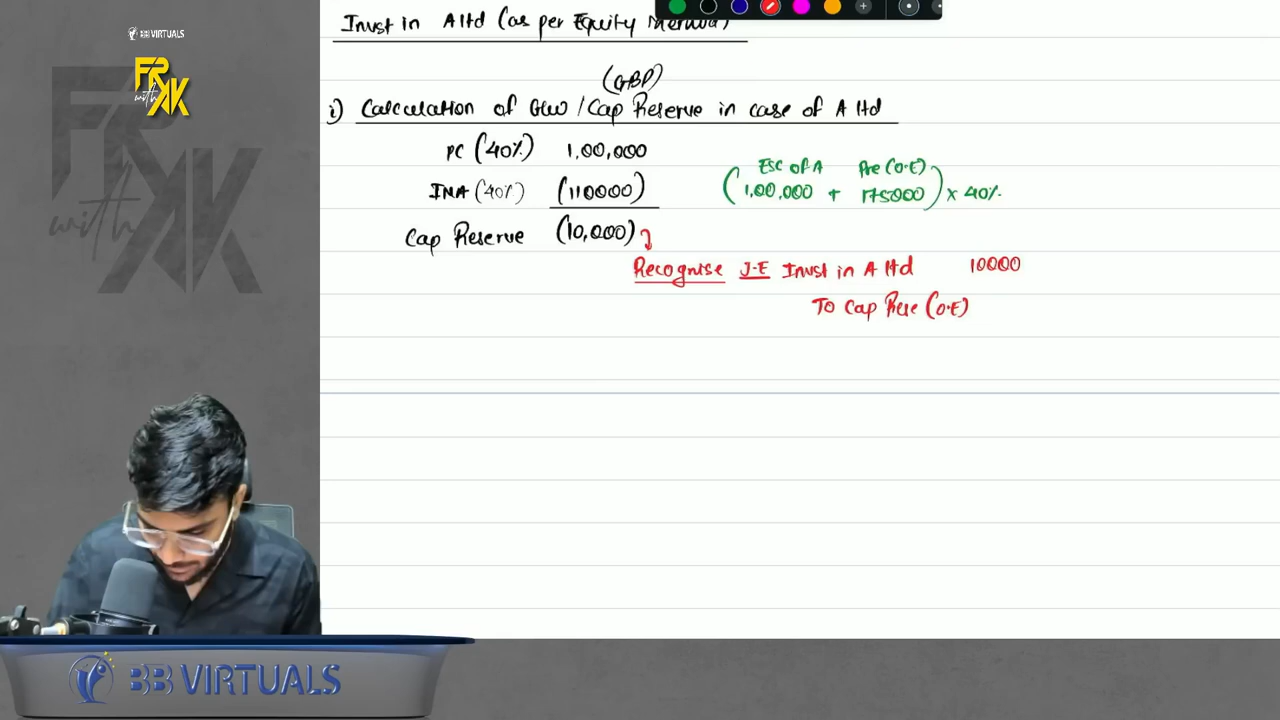 BB VIRTUALS
FR
with
KK
Invst in A ltd (as per Equity Method)
(GBP)
i) Calculation of GW / Cap Reserve in case of A ltd
PC (40%) 1,00,000
INA (40%) (110000)
Cap Reserve (10,000)
(Esc of A 1,00,000 + Pre (O.E) 175000) x 40%
Recognise J.E Invst in A ltd 10000
To Cap Rese (O.E)
BB VIRTUALS